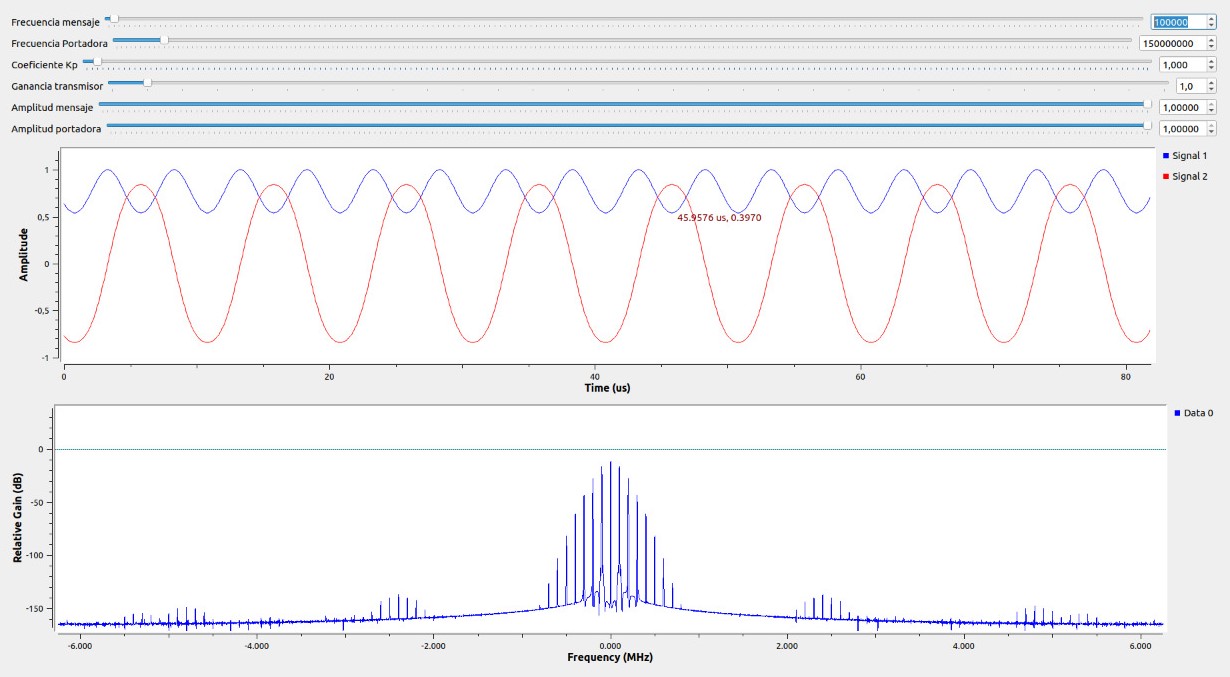 Frecuencia mensaje 100000
Frecuencia Portadora 150000000
Coeficiente Kp 1,000
Ganancia transmisor 1,0
Amplitud mensaje 1,00000
Amplitud portadora 1,00000
Signal 1
Signal 2
1
0,5
0
-0,5
-1
Amplitude
45.9576 us, 0.3970
0 20 40 60 80
Time (us)
Data 0
0
-50
-100
-150
Relative Gain (dB)
-6.000 -4.000 -2.000 0.000 2.000 4.000 6.000
Frequency (MHz)